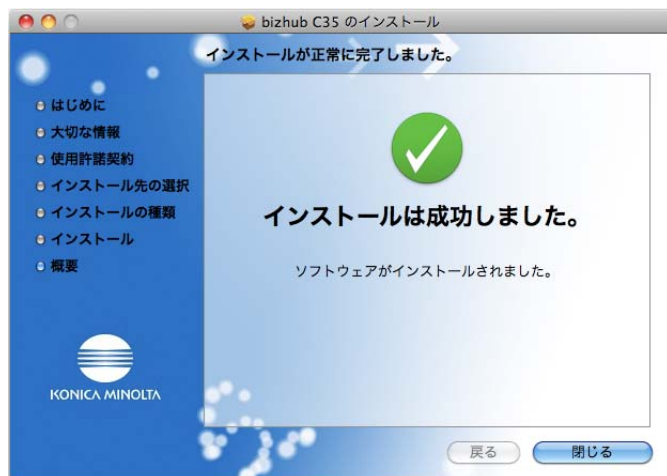 bizhub C35 のインストール
インストールが正常に完了しました。
はじめに
大切な情報
使用許諾契約
インストール先の選択
インストールの種類
インストール
概要
インストールは成功しました。
ソフトウェアがインストールされました。
KONICA MINOLTA
戻る
閉じる